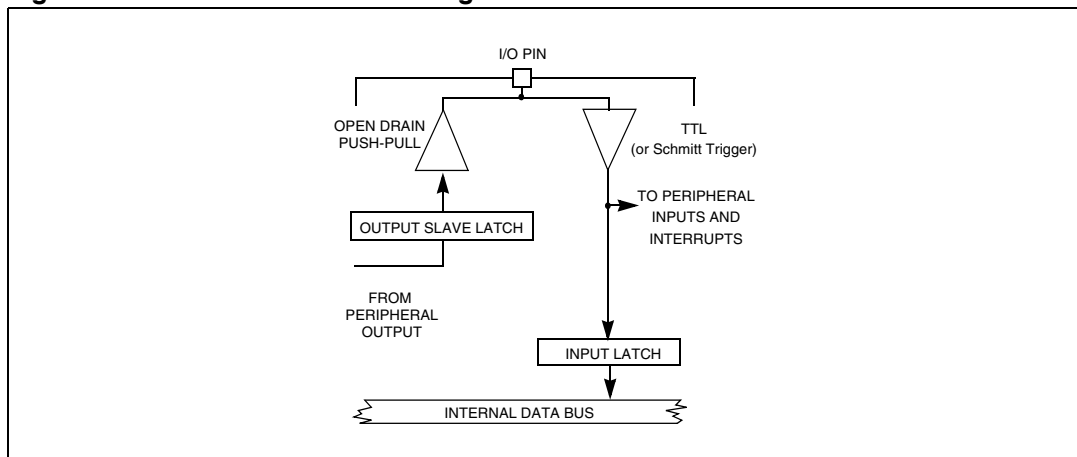 I/O PIN
OPEN DRAIN
PUSH-PULL
TTL
(or Schmitt Trigger)
TO PERIPHERAL
INPUTS AND
INTERRUPTS
OUTPUT SLAVE LATCH
FROM
PERIPHERAL
OUTPUT
INPUT LATCH
INTERNAL DATA BUS